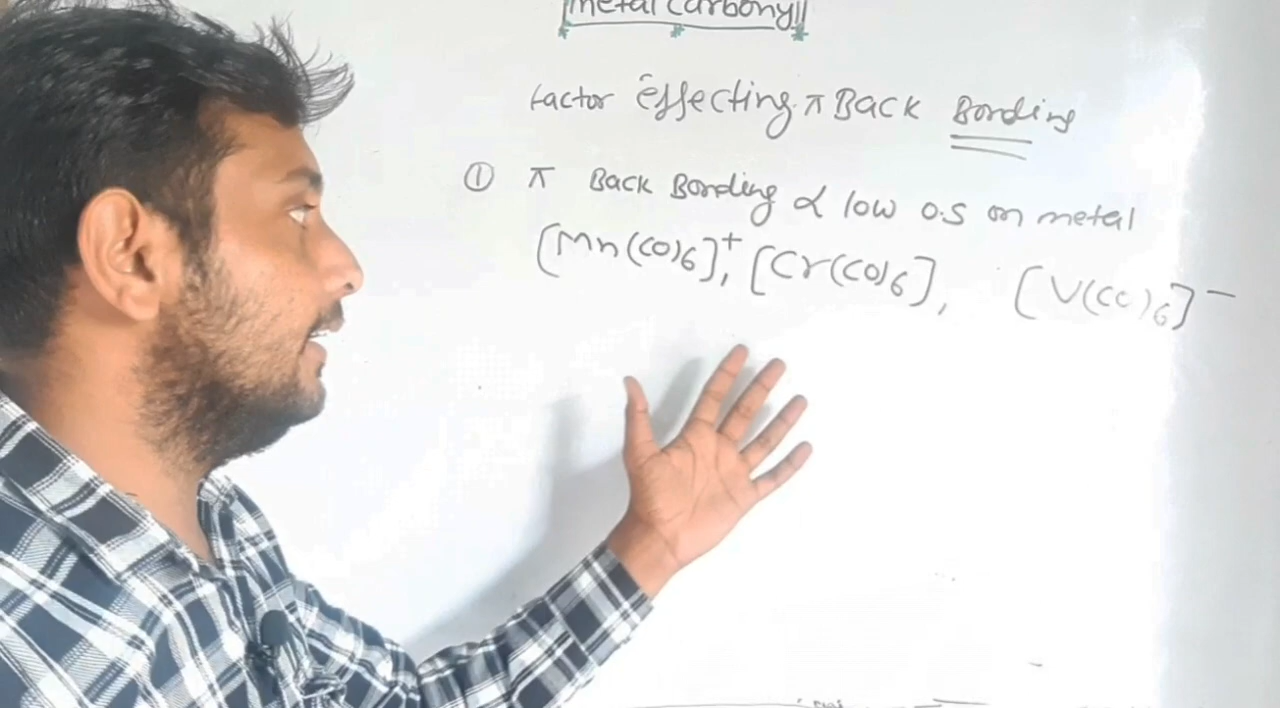 Metal Carbonyl
Factor Effecting π Back Bonding
① π Back Bonding α low o.s on metal
[Mn(CO)6]⁺, [Cr(CO)6], [V(CO)6]⁻